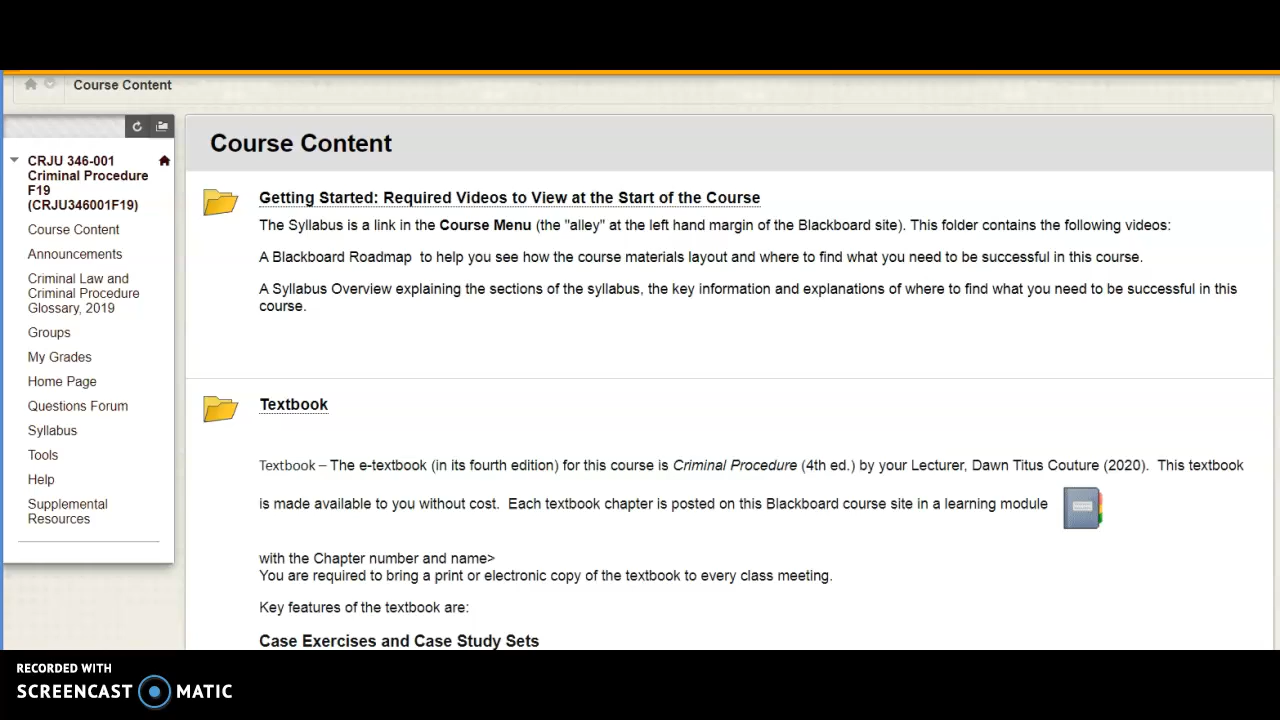 Course Content
CRJU 346-001
Criminal Procedure
F19
(CRJU346001F19)
Course Content
Announcements
Criminal Law and
Criminal Procedure
Glossary, 2019
Groups
My Grades
Home Page
Questions Forum
Syllabus
Tools
Help
Supplemental
Resources
Course Content
Getting Started: Required Videos to View at the Start of the Course
The Syllabus is a link in the Course Menu (the "alley" at the left hand margin of the Blackboard site). This folder contains the following videos:
A Blackboard Roadmap  to help you see how the course materials layout and where to find what you need to be successful in this course.
A Syllabus Overview explaining the sections of the syllabus, the key information and explanations of where to find what you need to be successful in this
course.
Textbook
Textbook – The e-textbook (in its fourth edition) for this course is Criminal Procedure (4th ed.) by your Lecturer, Dawn Titus Couture (2020).  This textbook
is made available to you without cost.  Each textbook chapter is posted on this Blackboard course site in a learning module
with the Chapter number and name>
You are required to bring a print or electronic copy of the textbook to every class meeting.
Key features of the textbook are:
Case Exercises and Case Study Sets
RECORDED WITH
SCREENCAST MATIC